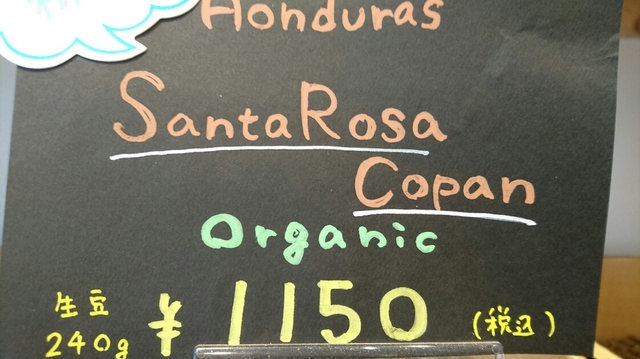 Honduras
SantaRosa
Copan
Organic
生豆
240g
¥1150
(税込)